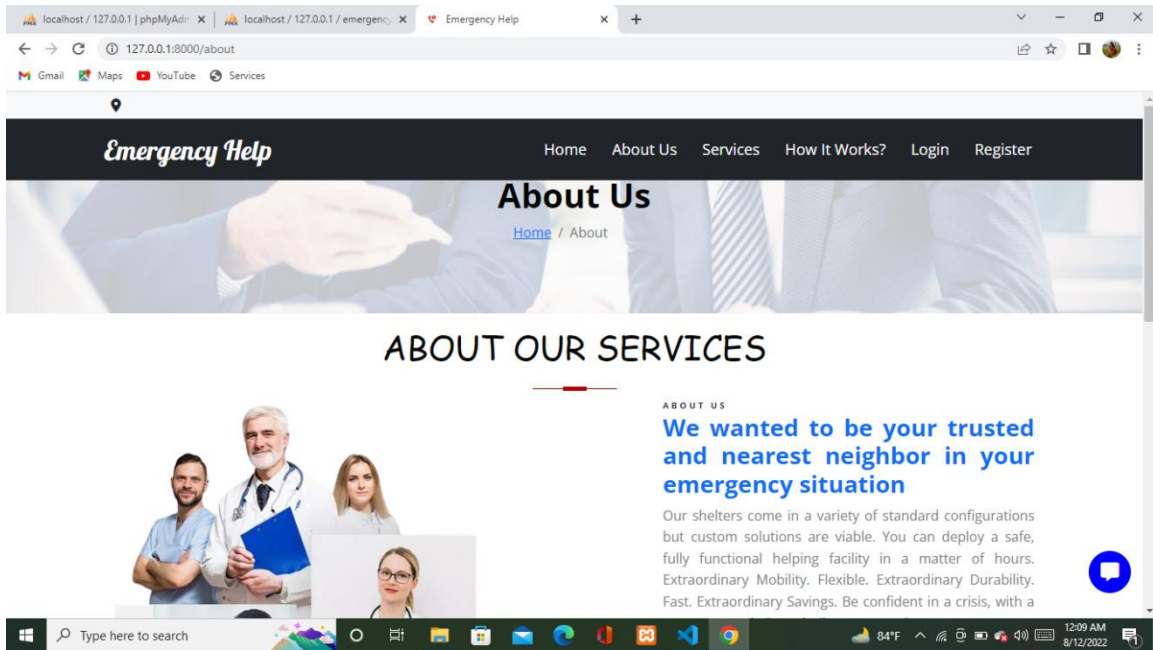 localhost / 127.0.0.1 | phpMyAdn
localhost / 127.0.0.1 / emergency
Emergency Help
127.0.0.1:8000/about
Gmail Maps YouTube Services
Emergency Help
Home About Us Services How It Works? Login Register
About Us
Home / About
ABOUT OUR SERVICES
ABOUT US
We wanted to be your trusted
and nearest neighbor in your
emergency situation
Our shelters come in a variety of standard configurations
but custom solutions are viable. You can deploy a safe,
fully functional helping facility in a matter of hours.
Extraordinary Mobility. Flexible. Extraordinary Durability.
Fast. Extraordinary Savings. Be confident in a crisis, with a
Type here to search
84°F
12:09 AM
8/12/2022